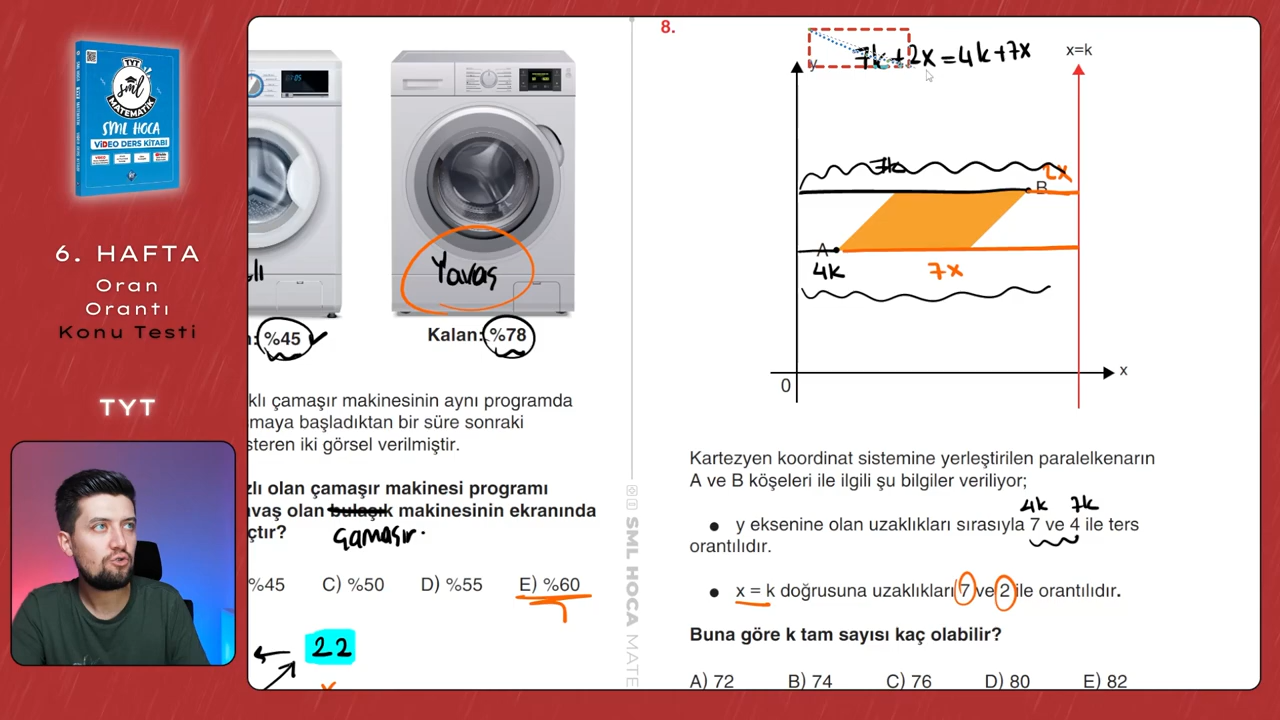 TYT
sml
MATEMATİK
SML HOCA
VİDEO DERS KİTABI
6. HAFTA
Oran
Orantı
Konu Testi
TYT
Yavaş
%45
Kalan: %78
klı çamaşır makinesinin aynı programda
maya başladıktan bir süre sonraki
steren iki görsel verilmiştir.
zlı olan çamaşır makinesi programı
avaş olan bulaşık makinesinin ekranında
çtır?
çamaşır
%45 C) %50 D) %55 E) %60
22
SML HOCA MATE
8.
7k+2x=4k+7x
x=k
y
7k
2x
B
A
4k
7x
0
x
Kartezyen koordinat sistemine yerleştirilen paralelkenarın
A ve B köşeleri ile ilgili şu bilgiler veriliyor;
4k 7k
● y eksenine olan uzaklıkları sırasıyla 7 ve 4 ile ters
orantılıdır.
● x = k doğrusuna uzaklıkları 7 ve 2 ile orantılıdır.
Buna göre k tam sayısı kaç olabilir?
A) 72 B) 74 C) 76 D) 80 E) 82